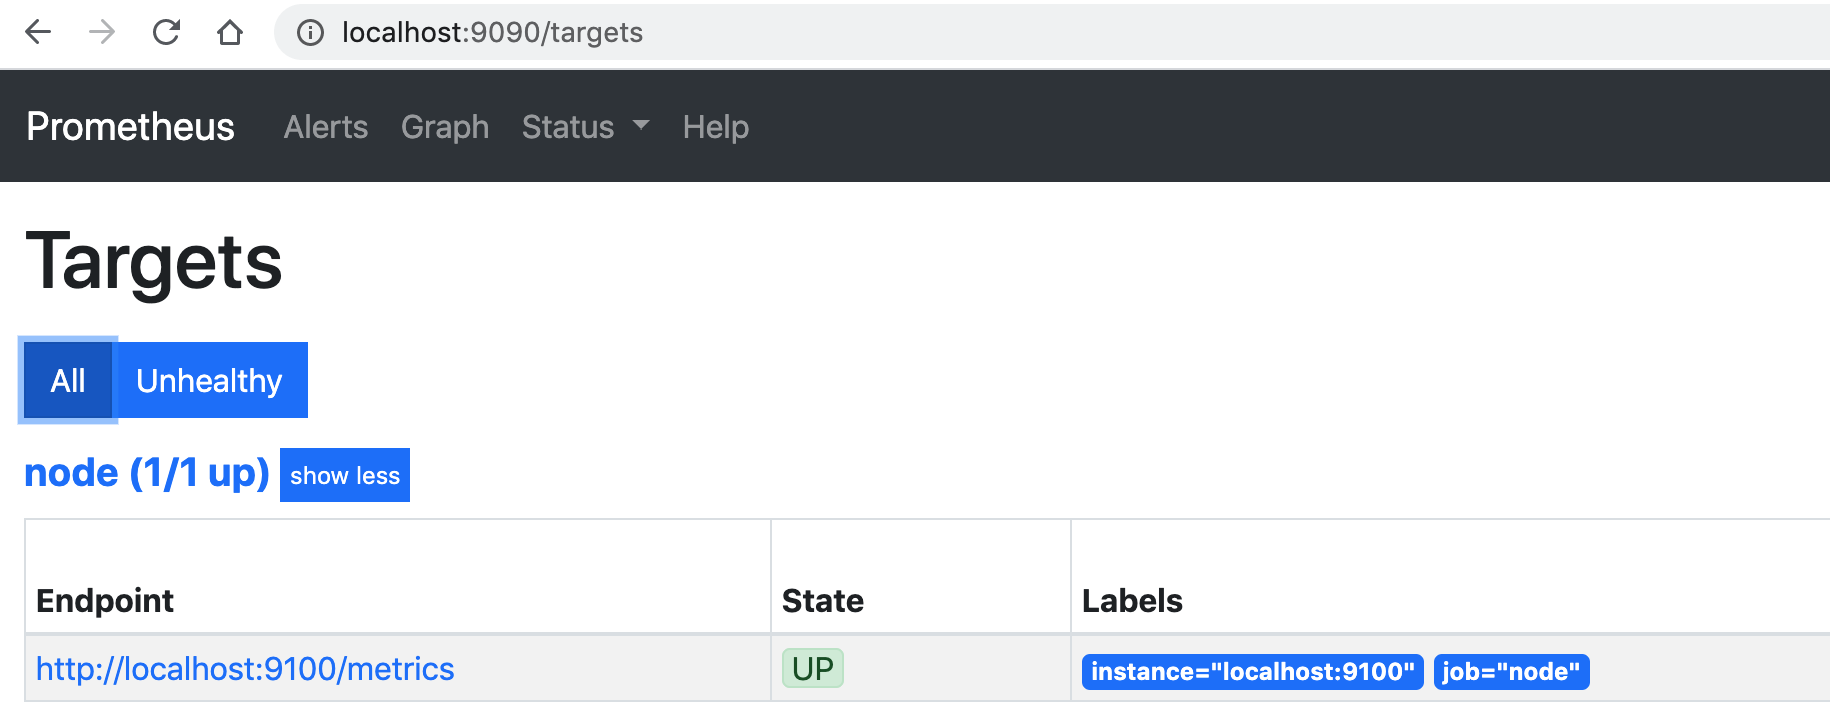 localhost:9090/targets
Prometheus Alerts Graph Status Help
Targets
All Unhealthy
node (1/1 up) show less
Endpoint State Labels
http://localhost:9100/metrics UP instance="localhost:9100" job="node"